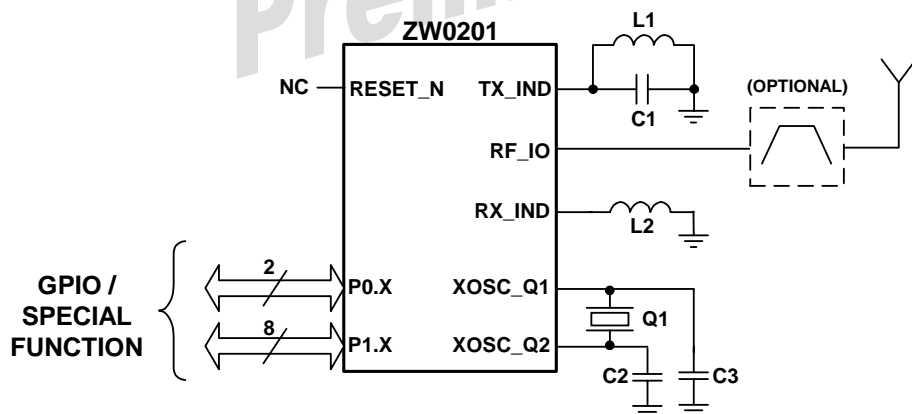 ZW0201
L1
NC
RESET_N
TX_IND
C1
(OPTIONAL)
RF_IO
RX_IND
L2
GPIO /
SPECIAL
FUNCTION
2
P0.X
XOSC_Q1
Q1
8
P1.X
XOSC_Q2
C2
C3